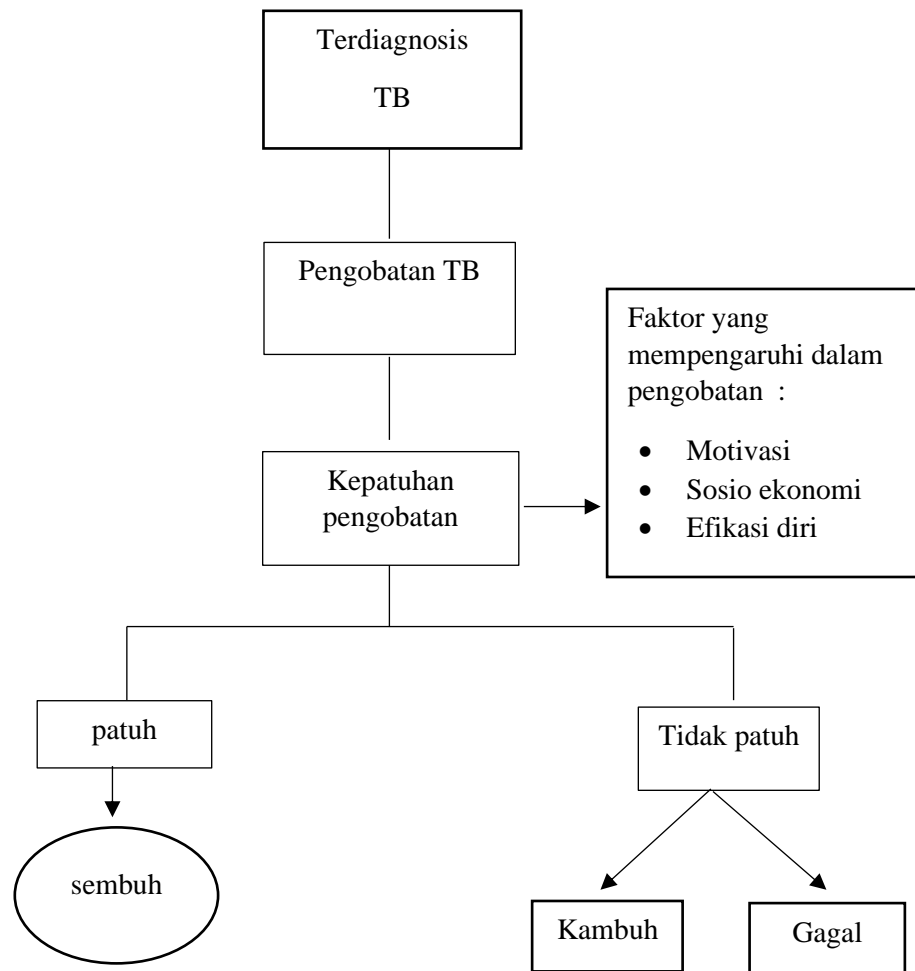 Terdiagnosis
TB
Pengobatan TB
Faktor yang
mempengaruhi dalam
pengobatan :
• Motivasi
• Sosio ekonomi
• Efikasi diri
Kepatuhan
pengobatan
patuh
Tidak patuh
sembuh
Kambuh
Gagal